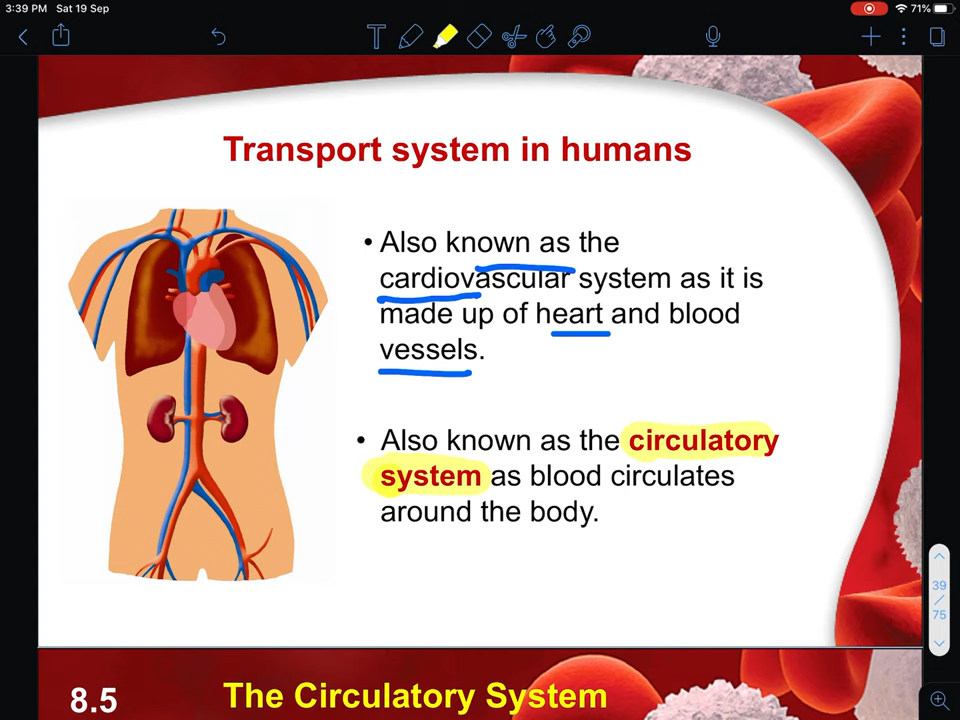 3:39 PM Sat 19 Sep
71%
Transport system in humans
• Also known as the
cardiovascular system as it is
made up of heart and blood
vessels.
• Also known as the circulatory
system as blood circulates
around the body.
39
/
75
8.5 The Circulatory System